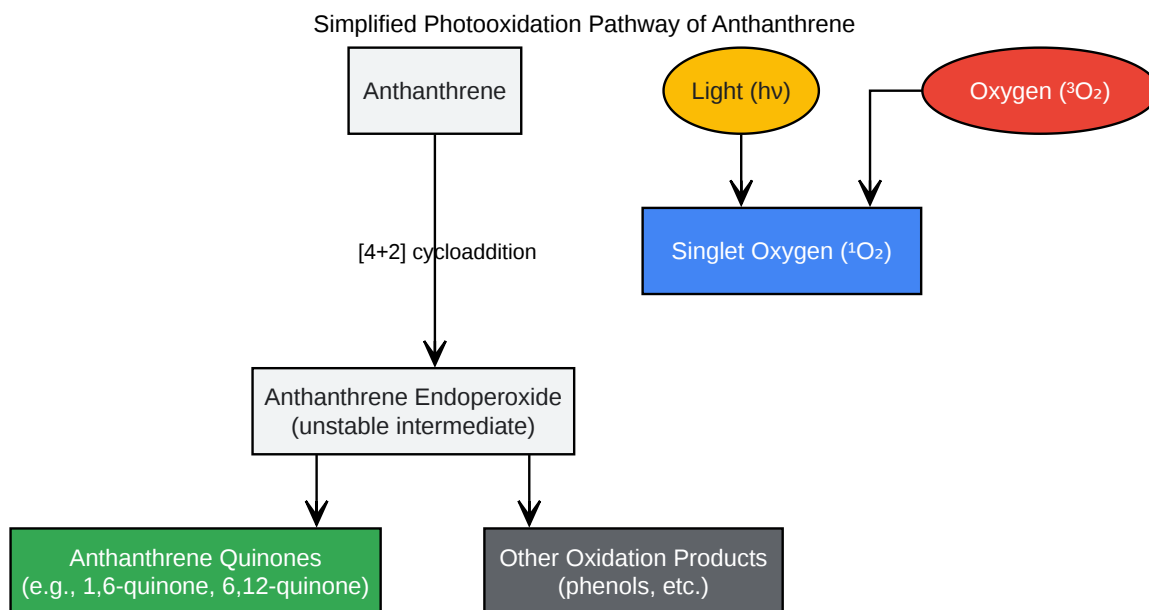 Simplified Photooxidation Pathway of Anthanthrene
Anthanthrene
Light (hν)
Oxygen (³O₂)
[4+2] cycloaddition
Singlet Oxygen (¹O₂)
Anthanthrene Endoperoxide
(unstable intermediate)
Anthanthrene Quinones
(e.g., 1,6-quinone, 6,12-quinone)
Other Oxidation Products
(phenols, etc.)